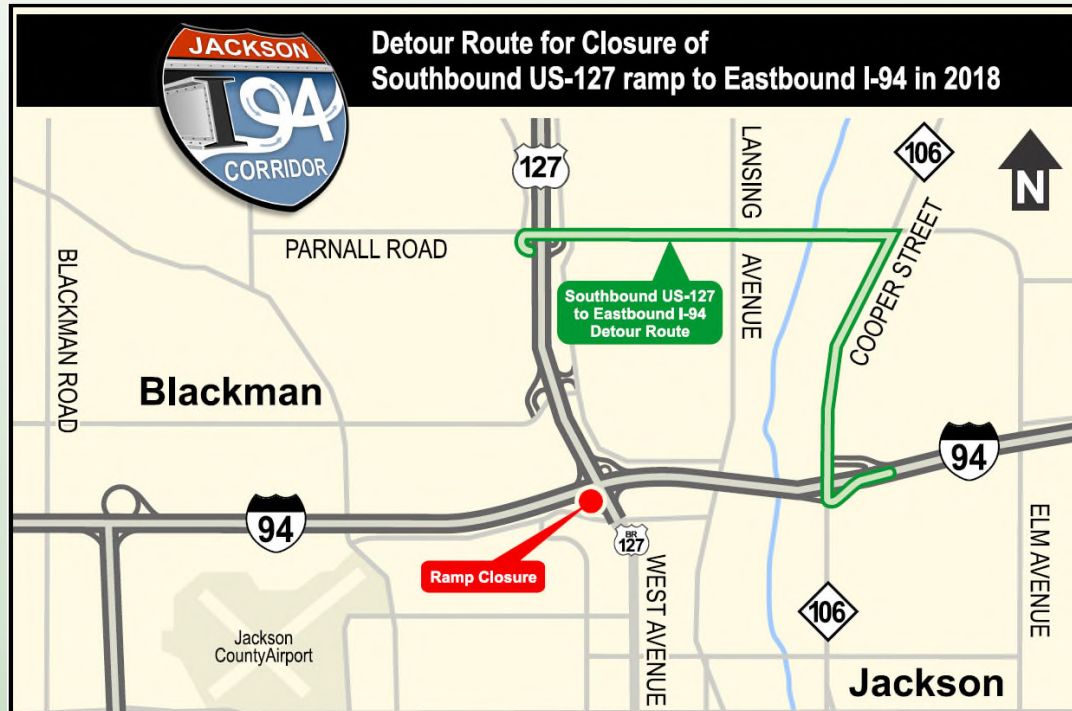 JACKSON
I94
CORRIDOR
Detour Route for Closure of
Southbound US-127 ramp to Eastbound I-94 in 2018
127
LANSING AVENUE
106
N
PARNALL ROAD
COOPER STREET
BLACKMAN ROAD
Southbound US-127
to Eastbound I-94
Detour Route
Blackman
94
94
Ramp Closure
BR
127
WEST AVENUE
ELM AVENUE
106
Jackson
CountyAirport
Jackson